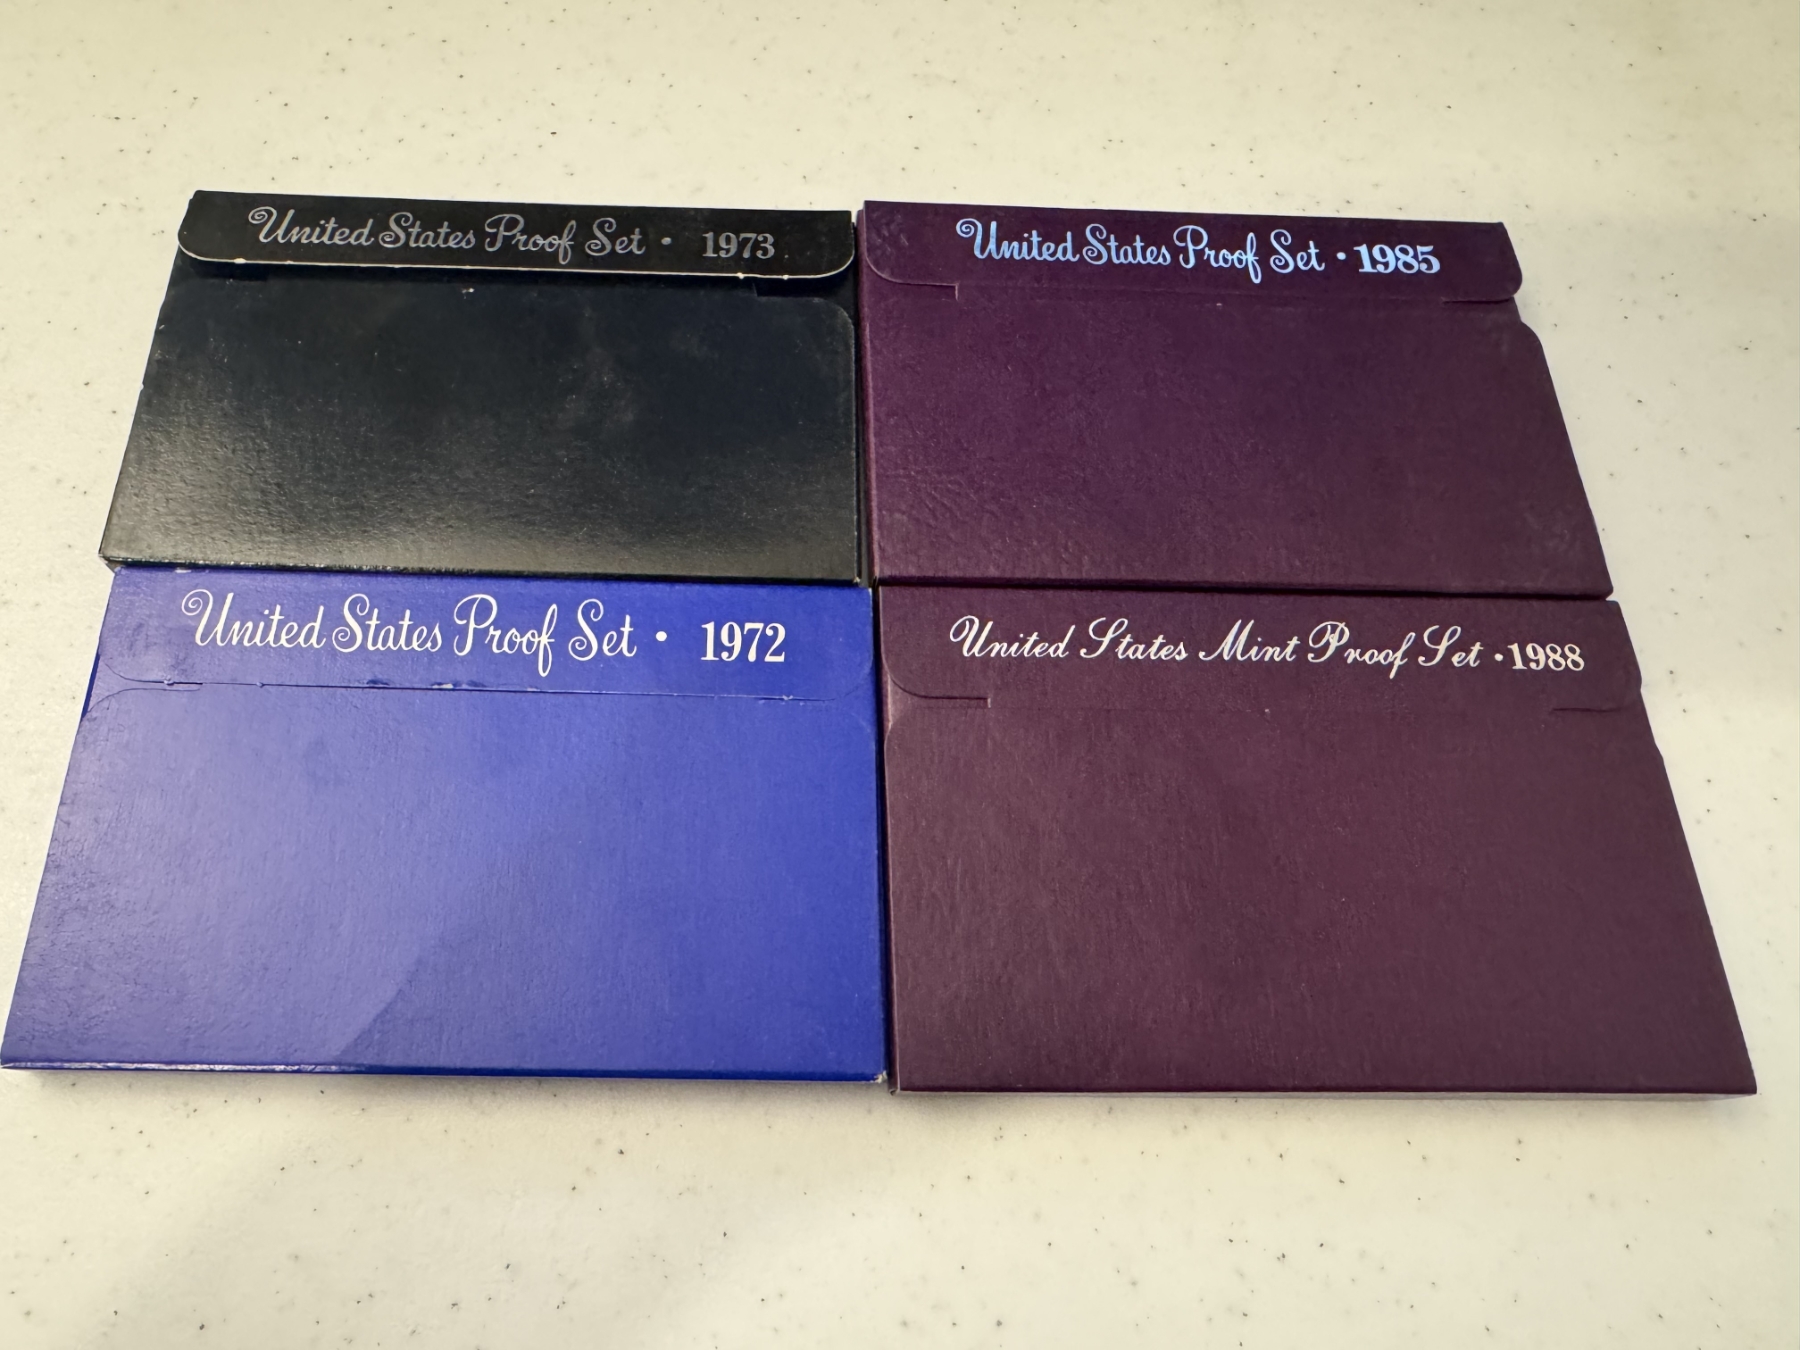 United States Proof Set • 1973
United States Proof Set • 1985
United States Proof Set • 1972
United States Mint Proof Set • 1988